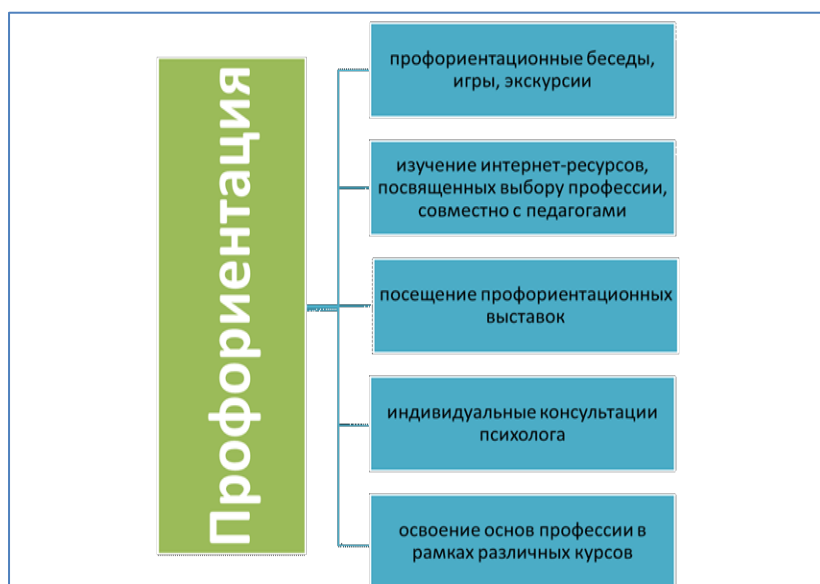 Профориентация
профориентационные беседы,
игры, экскурсии
изучение интернет-ресурсов,
посвященных выбору профессии,
совместно с педагогами
посещение профориентационных
выставок
индивидуальные консультации
психолога
освоение основ профессии в
рамках различных курсов